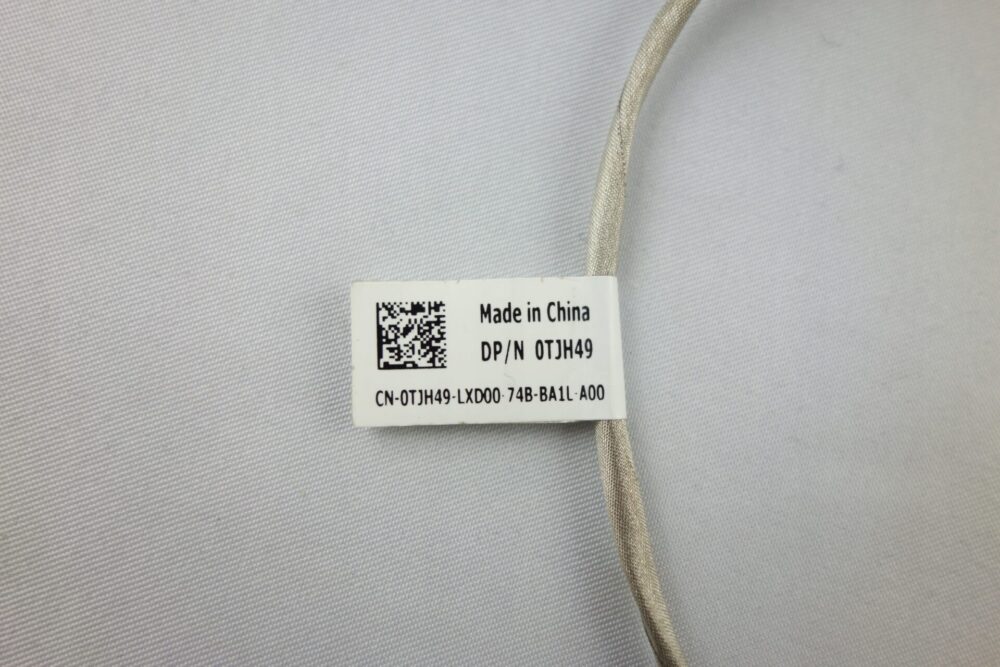 Made in China
DP/N 0TJH49
CN-0TJH49-LXD00-74B-BA1L-A00